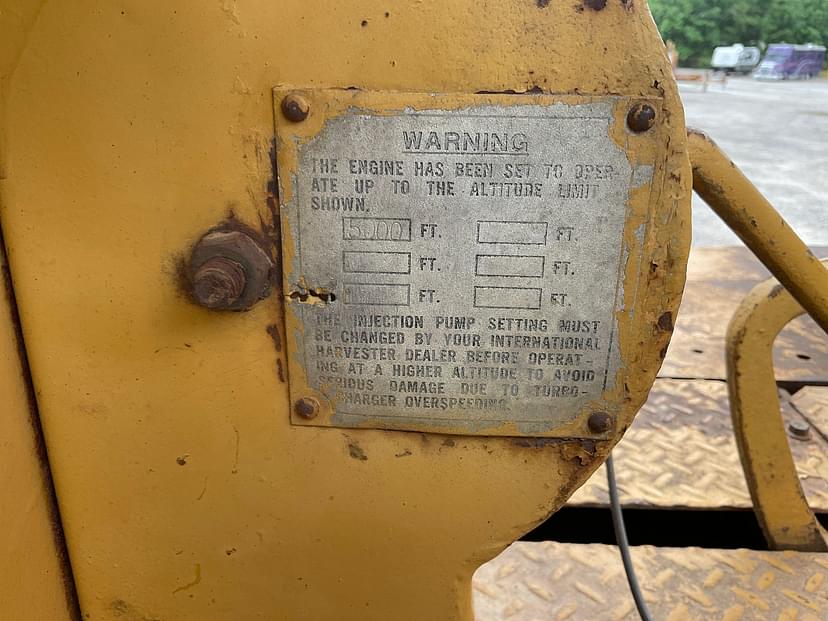 WARNING
THE ENGINE HAS BEEN SET TO OPER-
ATE UP TO THE ALTITUDE LIMIT
SHOWN.
5000 FT. FT.
FT. FT.
FT. FT.
THE INJECTION PUMP SETTING MUST
BE CHANGED BY YOUR INTERNATIONAL
HARVESTER DEALER BEFORE OPERAT-
ING AT A HIGHER ALTITUDE TO AVOID
SERIOUS DAMAGE DUE TO TURBO-
CHARGER OVERSPEEDING.